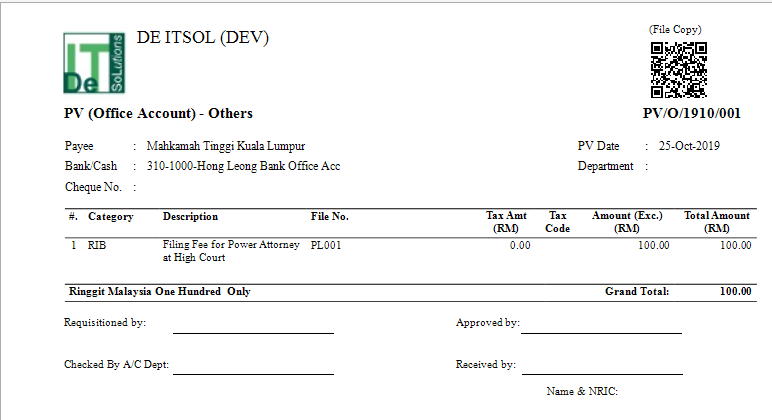 (File Copy)
DE ITSOL (DEV)
IT
De
SoLutions
PV (Office Account) - Others
PV/O/1910/001
Payee : Mahkamah Tinggi Kuala Lumpur
PV Date : 25-Oct-2019
Bank/Cash : 310-1000-Hong Leong Bank Office Acc
Department :
Cheque No. :
#. Category Description File No. Tax Amt (RM) Tax Code Amount (Exc.) (RM) Total Amount (RM)
1 RIB Filing Fee for Power Attorney PL001 0.00 100.00 100.00
at High Court
Ringgit Malaysia One Hundred Only Grand Total: 100.00
Requisitioned by:
Approved by:
Checked By A/C Dept:
Received by:
Name & NRIC: